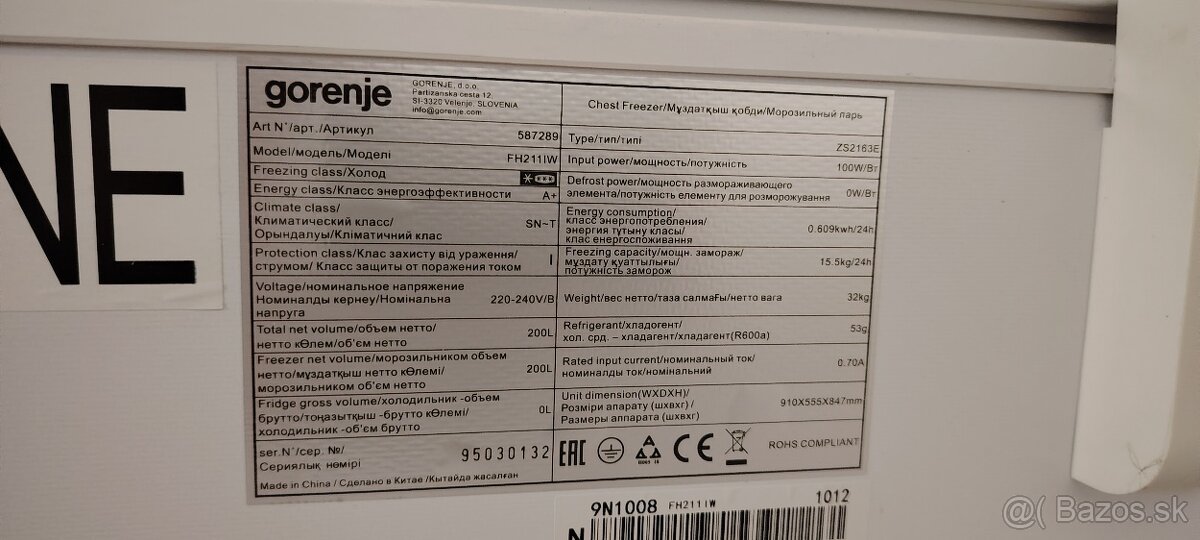 NE
gorenje
GORENJE, d.o.o.
Partizanska cesta 12,
SI-3320 Velenje, SLOVENIA
info@gorenje.com
Chest Freezer/Мұздатқыш қобди/Морозильный ларь
Art N°/арт./Артикул 587289
Type/тип/типі ZS2163E
Model/модель/Моделі FH211IW
Input power/мощность/потужність 100W/Вт
Freezing class/Холод
Defrost power/мощность размораживающего
элемента/потужність елементу для розморожування 0W/Вт
Energy class/Класс энергоэффективности A+
Climate class/
Климатический класс/
Орындалуы/Кліматичний клас SN~T
Energy consumption/
класс энергопотребления/
энергия тұтыну класы/
клас енергоспоживання 0.609kwh/24h
Protection class/Клас захисту від ураження/
струмом/ Класс защиты от поражения током I
Freezing capacity/мощн. замораж/
мұздату қуаттылығы/
потужність заморож 15.5kg/24h
Voltage/номинальное напряжение
Номиналды кернеу/Номінальна
напруга 220-240V/В
Weight/вес нетто/таза салмағы/нетто вага 32kg
Total net volume/объем нетто/
нетто көлем/об'єм нетто 200L
Refrigerant/хладогент/
хол. срд. – хладагент/хладагент(R600a) 53g
Freezer net volume/морозильником объем
нетто/мұздатқыш нетто көлемі/
морозильником об'єм нетто 200L
Rated input current/номинальный ток/
номиналды ток/номінальний 0.70A
Fridge gross volume/холодильник -объем
брутто/тоңазытқыш -брутто көлемі/
холодильник -об'єм брутто 0L
Unit dimension(WXDXH)/
Розміри апарату (шхвхг)/
Размеры аппарата (шхвхг) 910X555X847mm
ser.N°/сер. №/
Сериялық нөмірі 95030132
EAC CE ROHS COMPLIANT
Made in China / Сделано в Китае /Кытайда жасалған
9N1008 FH211IW 1012
N
@( Bazos.sk